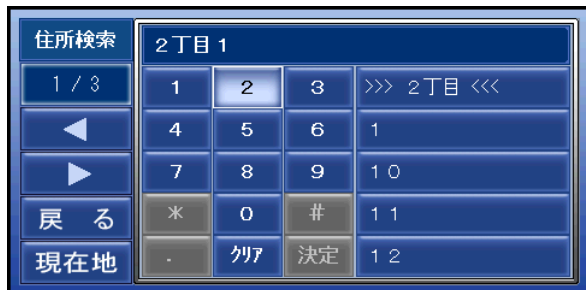 住所検索
2丁目1
1/3
1 2 3 >>> 2丁目 <<<
◀ 4 5 6 1
▶ 7 8 9 10
戻る * 0 # 11
現在地 . クリア 決定 12